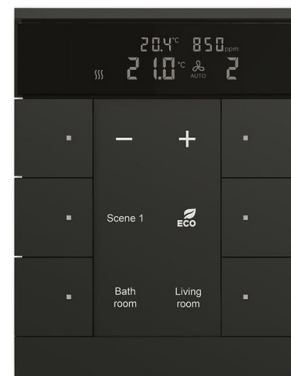 20.4°C 850ppm
21.0°C AUTO 2
− +
Scene 1 ECO
Bath Living
room room